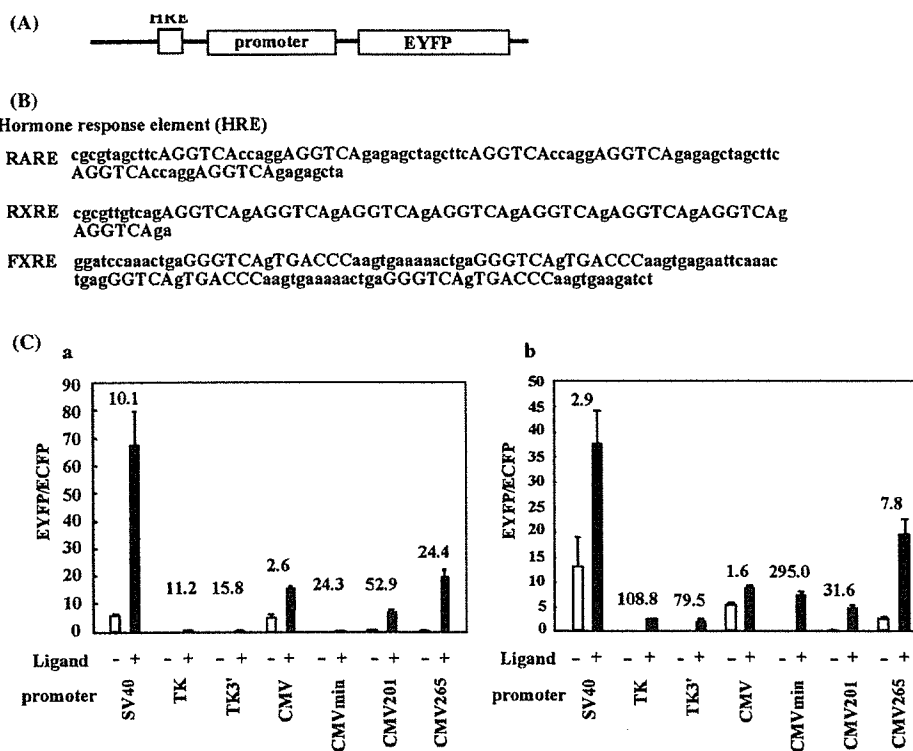 (A)
HRE
promoter EYFP
(B)
Hormone response element (HRE)
RARE cgcgtagcttcAGGTCAccaggAGGTCAgagagctagcttcAGGTCAccaggAGGTCAgagagctagcttc
AGGTCAccaggAGGTCAgagagcta
RXRE cgcgttgtcagAGGTCAgAGGTCAgAGGTCAgAGGTCAgAGGTCAgAGGTCAgAGGTCAg
AGGTCAga
FXRE ggatccaaactgaGGGTCAgTGACCCaagtgaaaaactgaGGGTCAgTGACCCaagtgagaattcaaac
tgagGGTCAgTGACCCaagtgaaaaactgaGGGTCAgTGACCCaagtgaagatct
(C)
a
90
80
70
60
50
40
30
20
10
0
EYFP/ECFP
10.1 11.2 15.8 2.6 24.3 52.9 24.4
Ligand - + - + - + - + - + - + - +
promoter SV40 TK TK3' CMV CMVmin CMV201 CMV265
b
50
45
40
35
30
25
20
15
10
5
0
EYFP/ECFP
2.9 108.8 79.5 1.6 295.0 31.6 7.8
Ligand - + - + - + - + - + - + - +
promoter SV40 TK TK3' CMV CMVmin CMV201 CMV265